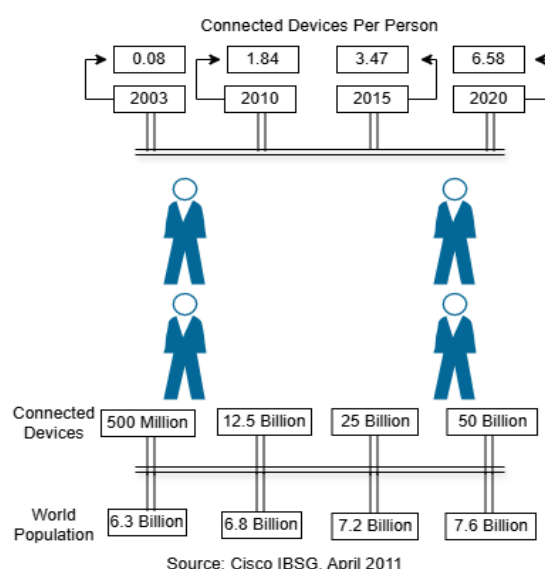 Connected Devices Per Person
0.08 1.84 3.47 6.58
2003 2010 2015 2020
Connected
Devices
500 Million 12.5 Billion 25 Billion 50 Billion
World
Population
6.3 Billion 6.8 Billion 7.2 Billion 7.6 Billion
Source: Cisco IBSG, April 2011